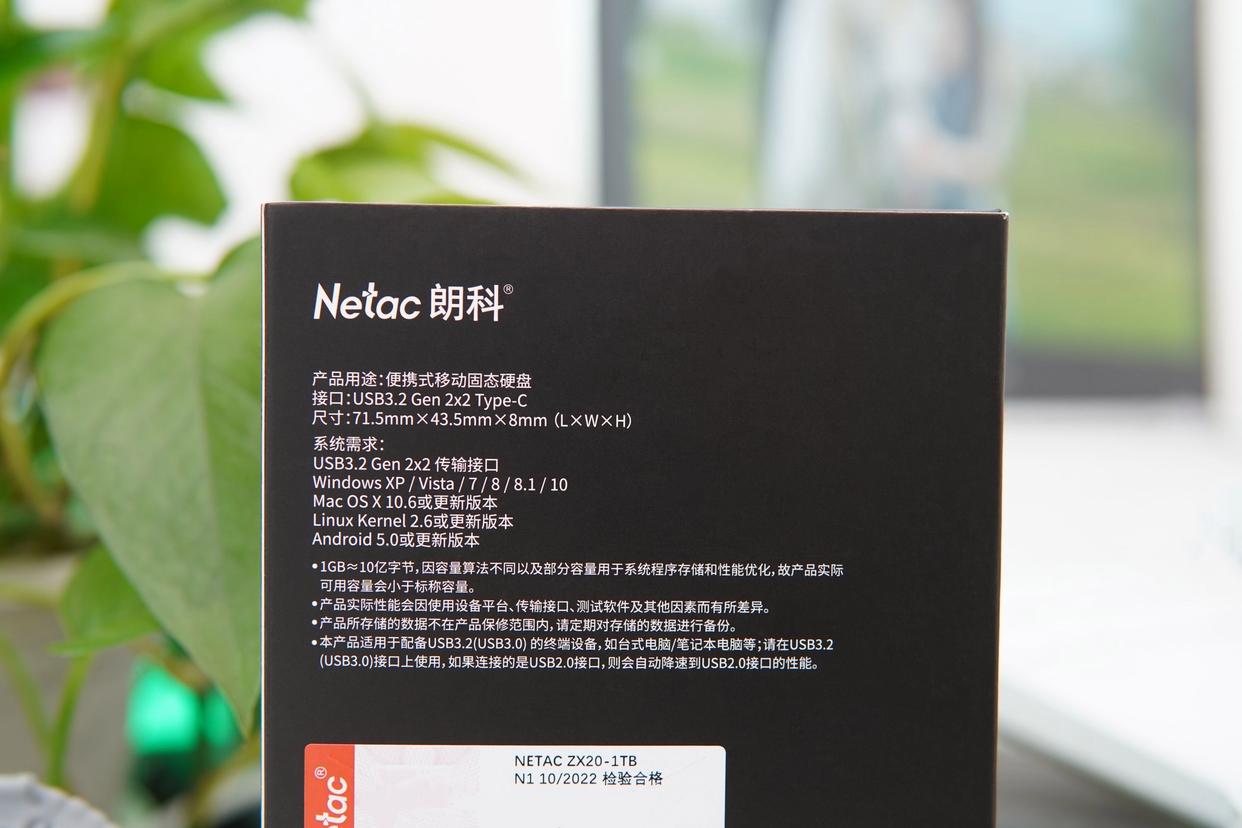 Netac 朗科®
产品用途:便携式移动固态硬盘
接口:USB3.2 Gen 2x2 Type-C
尺寸:71.5mm×43.5mm×8mm (L×W×H)
系统需求:
USB3.2 Gen 2x2 传输接口
Windows XP / Vista / 7 / 8 / 8.1 / 10
Mac OS X 10.6或更新版本
Linux Kernel 2.6或更新版本
Android 5.0或更新版本
•1GB≈10亿字节,因容量算法不同以及部分容量用于系统程序存储和性能优化,故产品实际
可用容量会小于标称容量。
•产品实际性能会因使用设备平台、传输接口、测试软件及其他因素而有所差异。
•产品所存储的数据不在产品保修范围内,请定期对存储的数据进行备份。
•本产品适用于配备USB3.2(USB3.0) 的终端设备,如台式电脑/笔记本电脑等;请在USB3.2
(USB3.0)接口上使用,如果连接的是USB2.0接口,则会自动降速到USB2.0接口的性能。
NETAC ZX20-1TB
N1 10/2022 检验合格
tac®